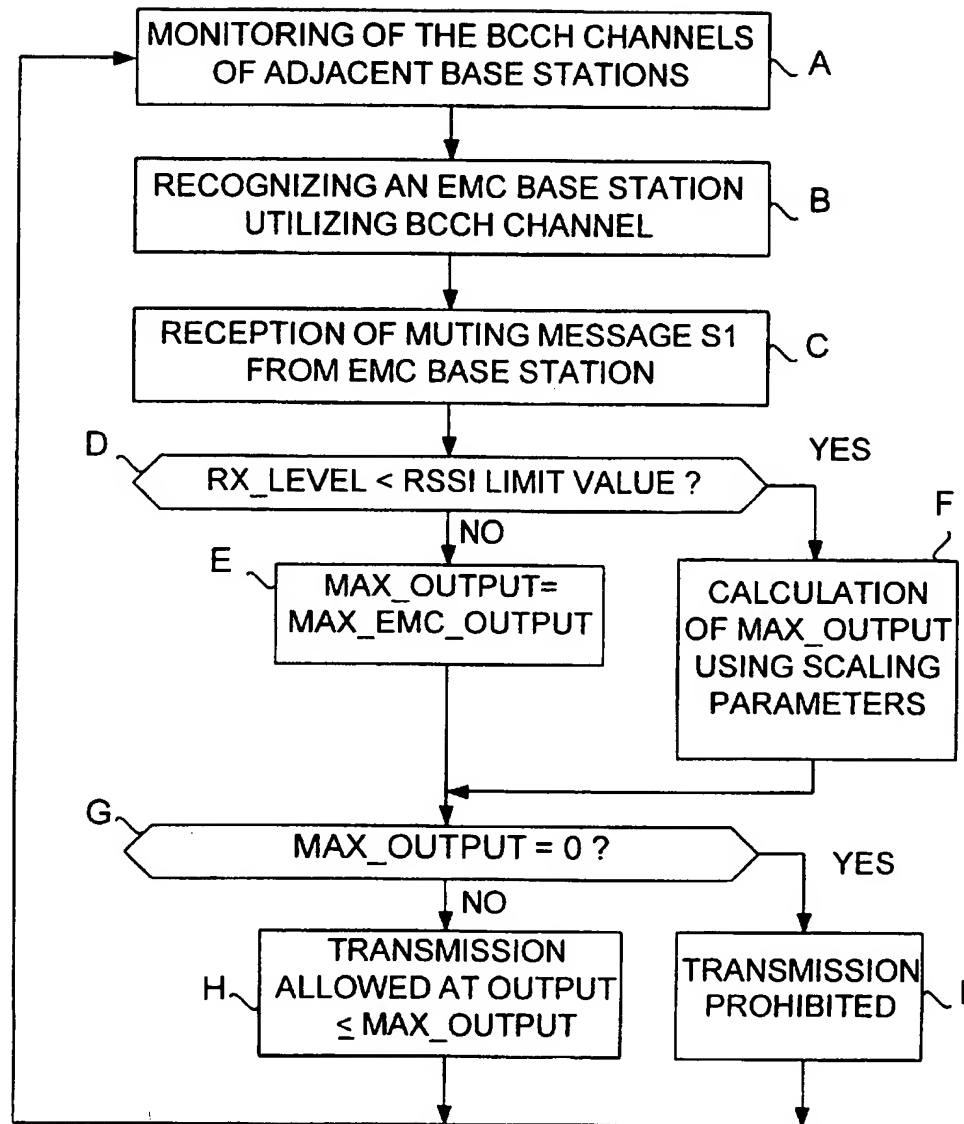 MONITORING OF THE BCCH CHANNELS
OF ADJACENT BASE STATIONS
A
RECOGNIZING AN EMC BASE STATION
UTILIZING BCCH CHANNEL
B
RECEPTION OF MUTING MESSAGE S1
FROM EMC BASE STATION
C
D
RX_LEVEL < RSSI LIMIT VALUE ?
YES
NO
E
MAX_OUTPUT=
MAX_EMC_OUTPUT
F
CALCULATION
OF MAX_OUTPUT
USING SCALING
PARAMETERS
G
MAX_OUTPUT = 0 ?
YES
NO
H
TRANSMISSION
ALLOWED AT OUTPUT
≤ MAX_OUTPUT
TRANSMISSION
PROHIBITED
I